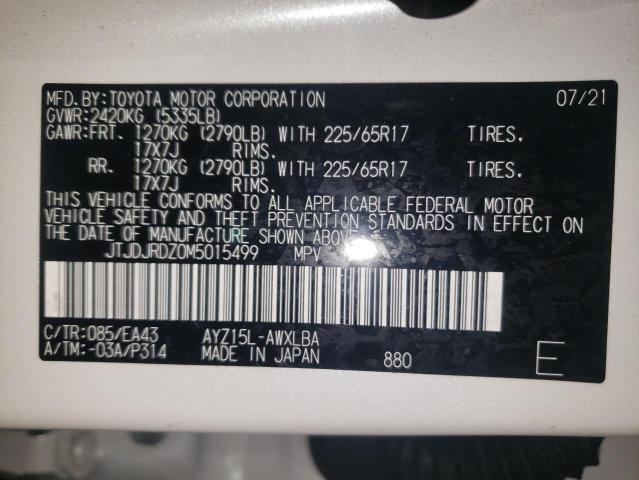 MFD.BY:TOYOTA MOTOR CORPORATION 07/21
GVWR:2420KG (5335LB)
GAWR:FRT. 1270KG (2790LB) WITH 225/65R17 TIRES.
17X7J RIMS.
RR. 1270KG (2790LB) WITH 225/65R17 TIRES.
17X7J RIMS.
THIS VEHICLE CONFORMS TO ALL APPLICABLE FEDERAL MOTOR
VEHICLE SAFETY AND THEFT PREVENTION STANDARDS IN EFFECT ON
THE DATE OF MANUFACTURE SHOWN ABOVE.
JTJDJRDZ0M5015499 MPV
C/TR:085/EA43 AYZ15L-AWXLBA
A/TM:-03A/P314 MADE IN JAPAN 880 E